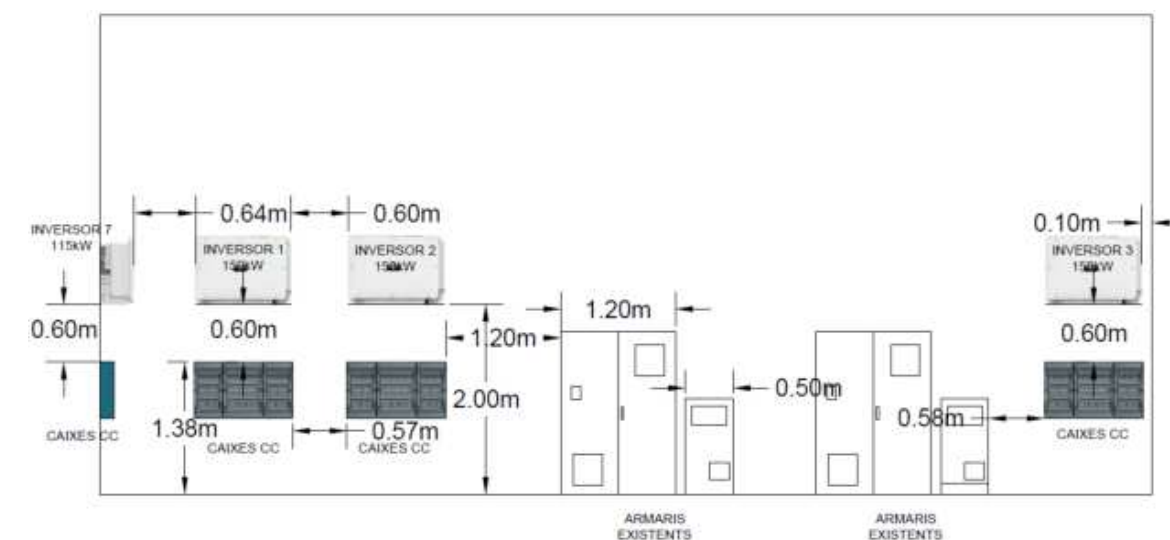 0.64m
0.60m
0.10m
INVERSOR 7
115kW
INVERSOR 1
INVERSOR 2
INVERSOR 3
0.60m
0.60m
1.20m
1.20m
0.60m
0.50m
2.00m
0.58m
1.38m
0.57m
CAIXES CC
CAIXES CC
CAIXES CC
CAIXES CC
ARMARIS
EXISTENTS
ARMARIS
EXISTENTS